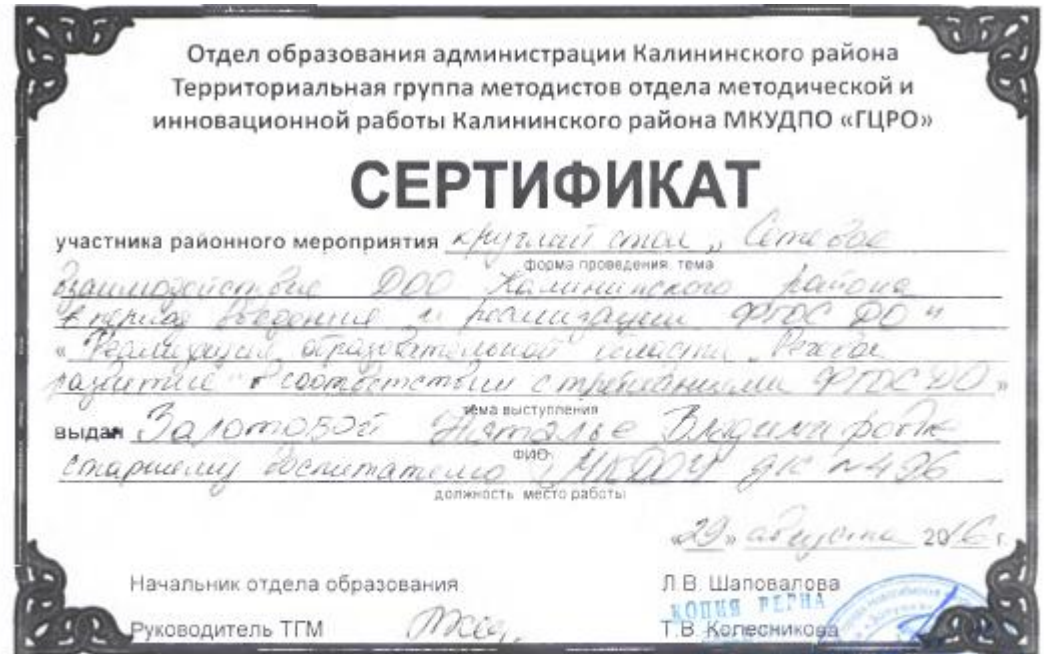 Отдел образования администрации Калининского района
Территориальная группа методистов отдела методической и
инновационной работы Калининского района МКУДПО «ГЦРО»
СЕРТИФИКАТ
участника районного мероприятия круглый стол „Сетевое
форма проведения, тема
взаимодействие ДОО Калининского района
в период введения и реализации ФГОС ДО"
„Реализация образовательной области „Речевое
развитие" в соответствии с требованиями ФГОС ДО"
тема выступления
выдан Золотовой Наталье Владимировне
ФИО
старшему воспитателю МКДОУ д/с №496
должность, место работы
«29» августа 2016 г.
Начальник отдела образования Л.В. Шаповалова
КОПИЯ ВЕРНА
Руководитель ТГМ Т.В. Колесникова